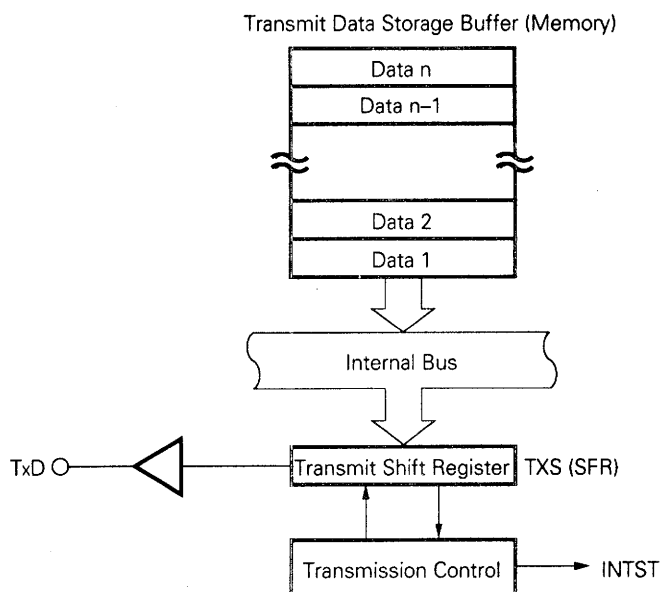 Transmit Data Storage Buffer (Memory)
Data n
Data n–1
Data 2
Data 1
Internal Bus
TxD
Transmit Shift Register
TXS (SFR)
Transmission Control
INTST